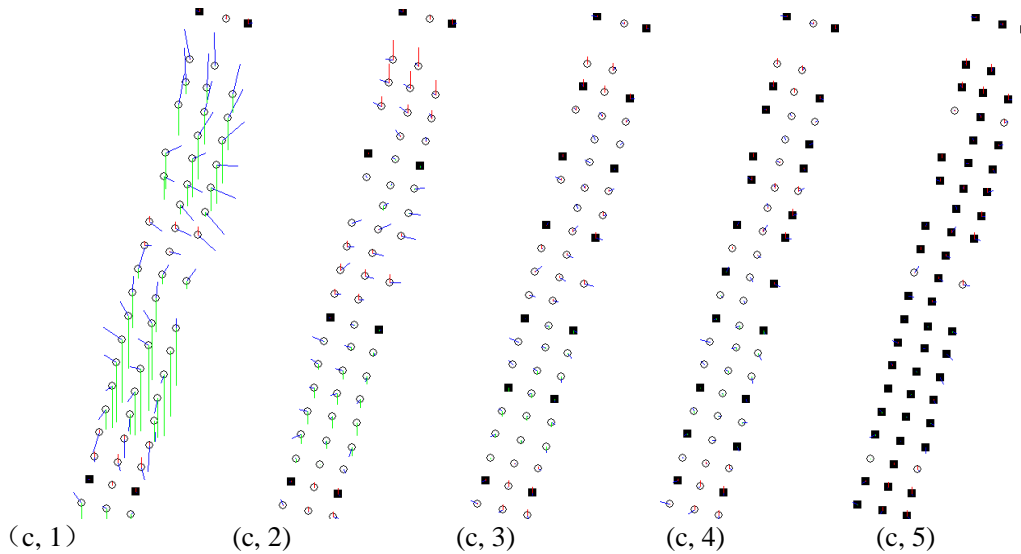 （c, 1） (c, 2) (c, 3) (c, 4) (c, 5)